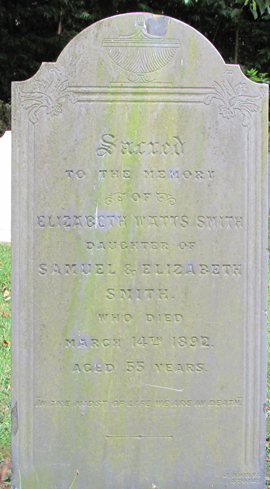 Sacred
TO THE MEMORY
OF
ELIZABETH WATTS SMITH
DAUGHTER OF
SAMUEL & ELIZABETH
SMITH.
WHO DIED
MARCH 14TH 1892.
AGED 55 YEARS.
IN THE MIDST OF LIFE WE ARE IN DEATH